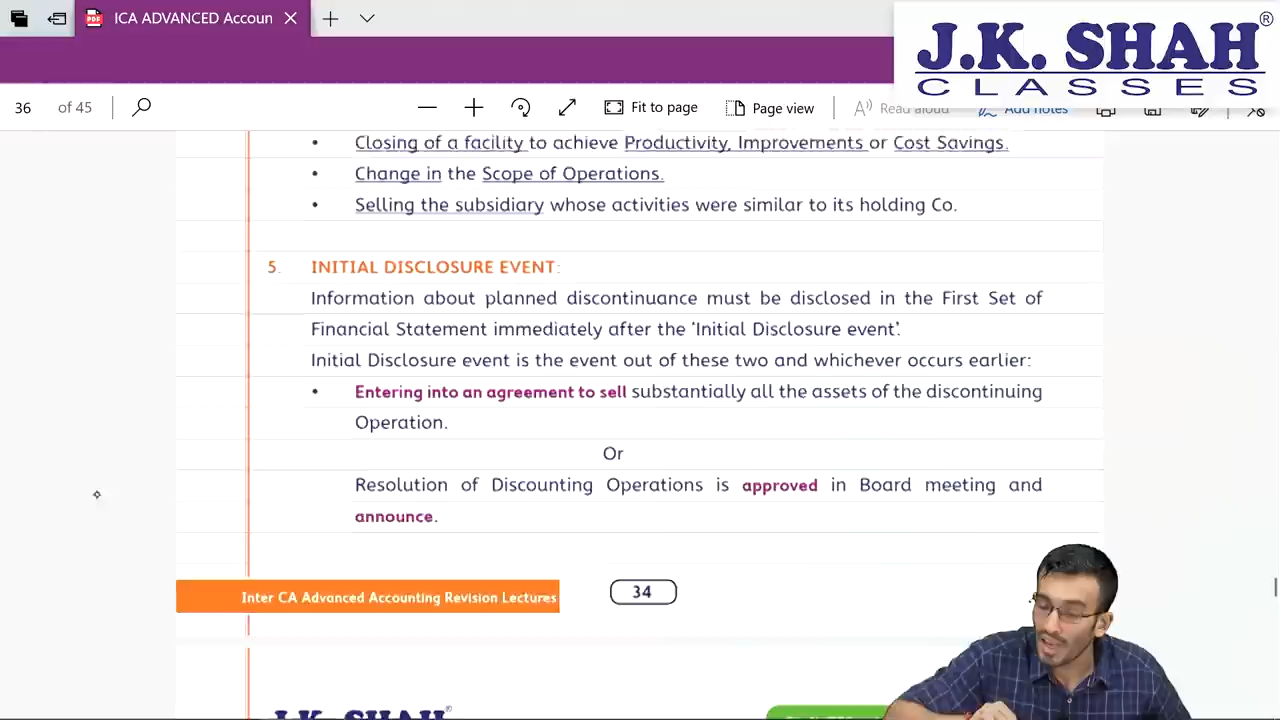 ICA ADVANCED Accoun
J.K. SHAH®
CLASSES
36 of 45
Fit to page
Page view
Read aloud
Add notes
• Closing of a facility to achieve Productivity, Improvements or Cost Savings.
• Change in the Scope of Operations.
• Selling the subsidiary whose activities were similar to its holding Co.
5. INITIAL DISCLOSURE EVENT:
Information about planned discontinuance must be disclosed in the First Set of
Financial Statement immediately after the ‘Initial Disclosure event’.
Initial Disclosure event is the event out of these two and whichever occurs earlier:
• Entering into an agreement to sell substantially all the assets of the discontinuing
Operation.
Or
Resolution of Discounting Operations is approved in Board meeting and
announce.
Inter CA Advanced Accounting Revision Lectures
34
J.K. SHAH®